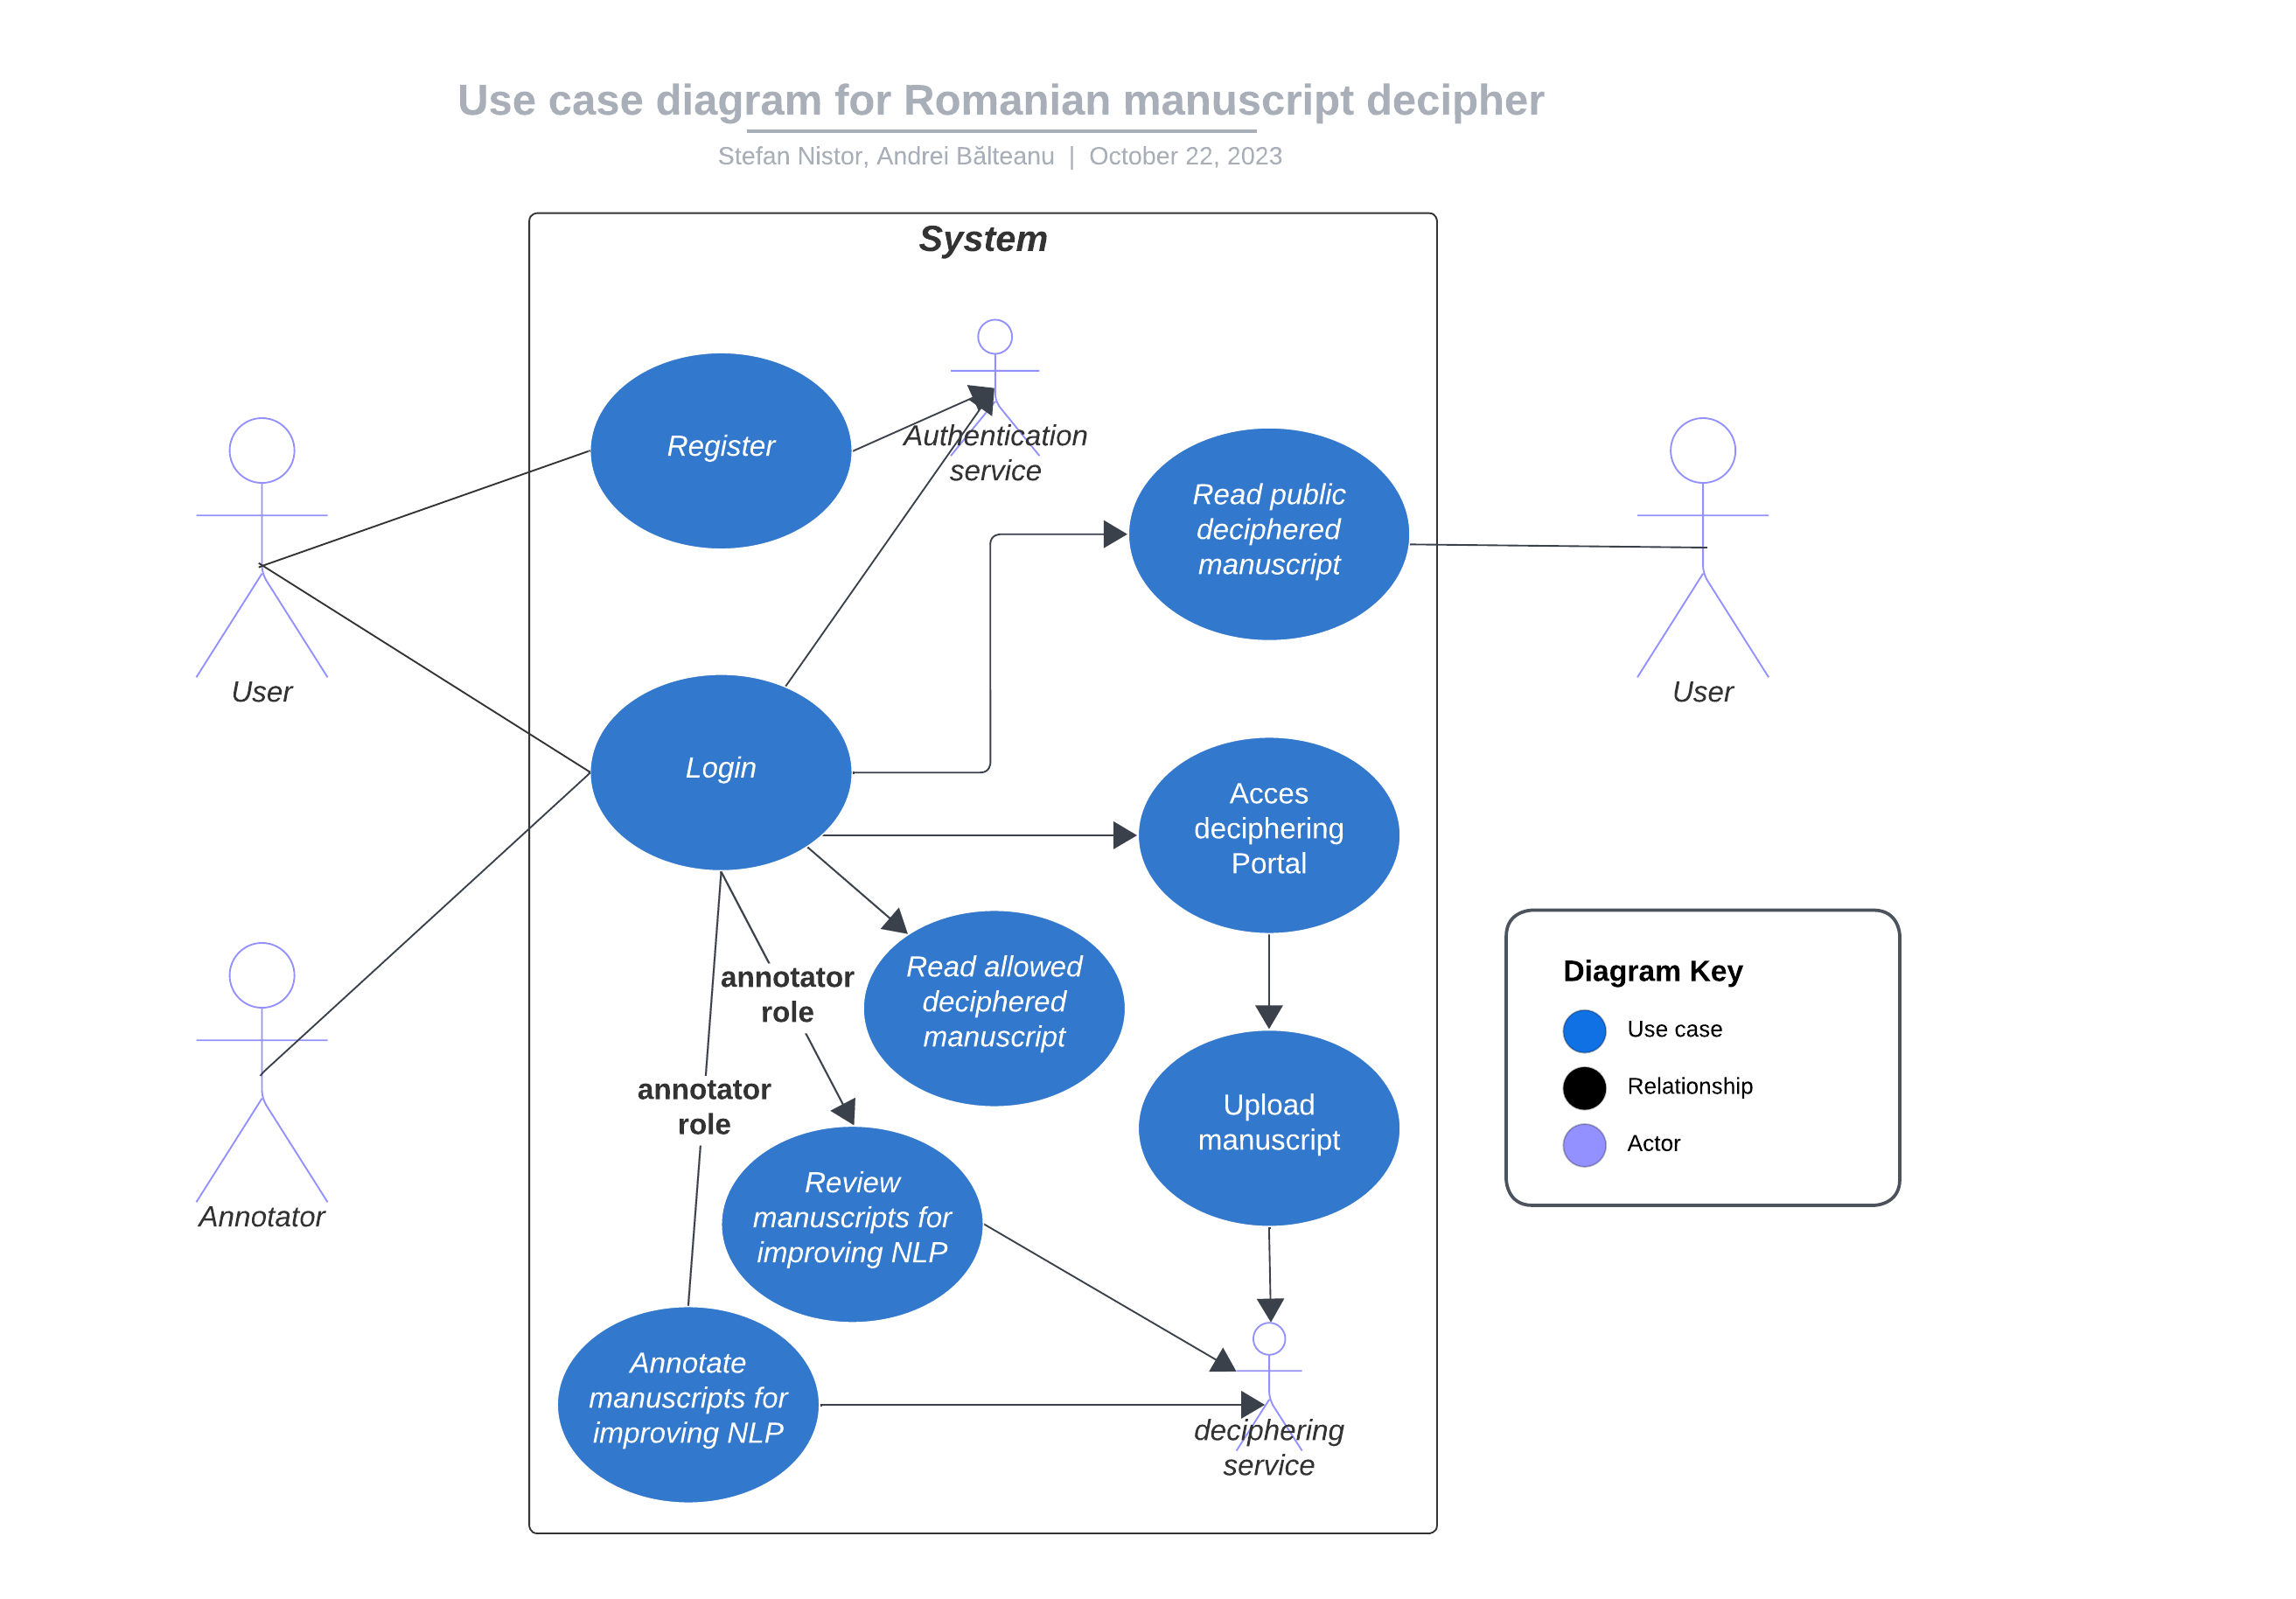 Use case diagram for Romanian manuscript decipher
Stefan Nistor, Andrei Bălteanu | October 22, 2023
System
Register
Authentication
service
Read public
deciphered
manuscript
User
User
Login
Acces
deciphering
Portal
Read allowed
deciphered
manuscript
annotator
role
annotator
role
Upload
manuscript
Annotator
Review
manuscripts for
improving NLP
Annotate
manuscripts for
improving NLP
deciphering
service
Diagram Key
Use case
Relationship
Actor